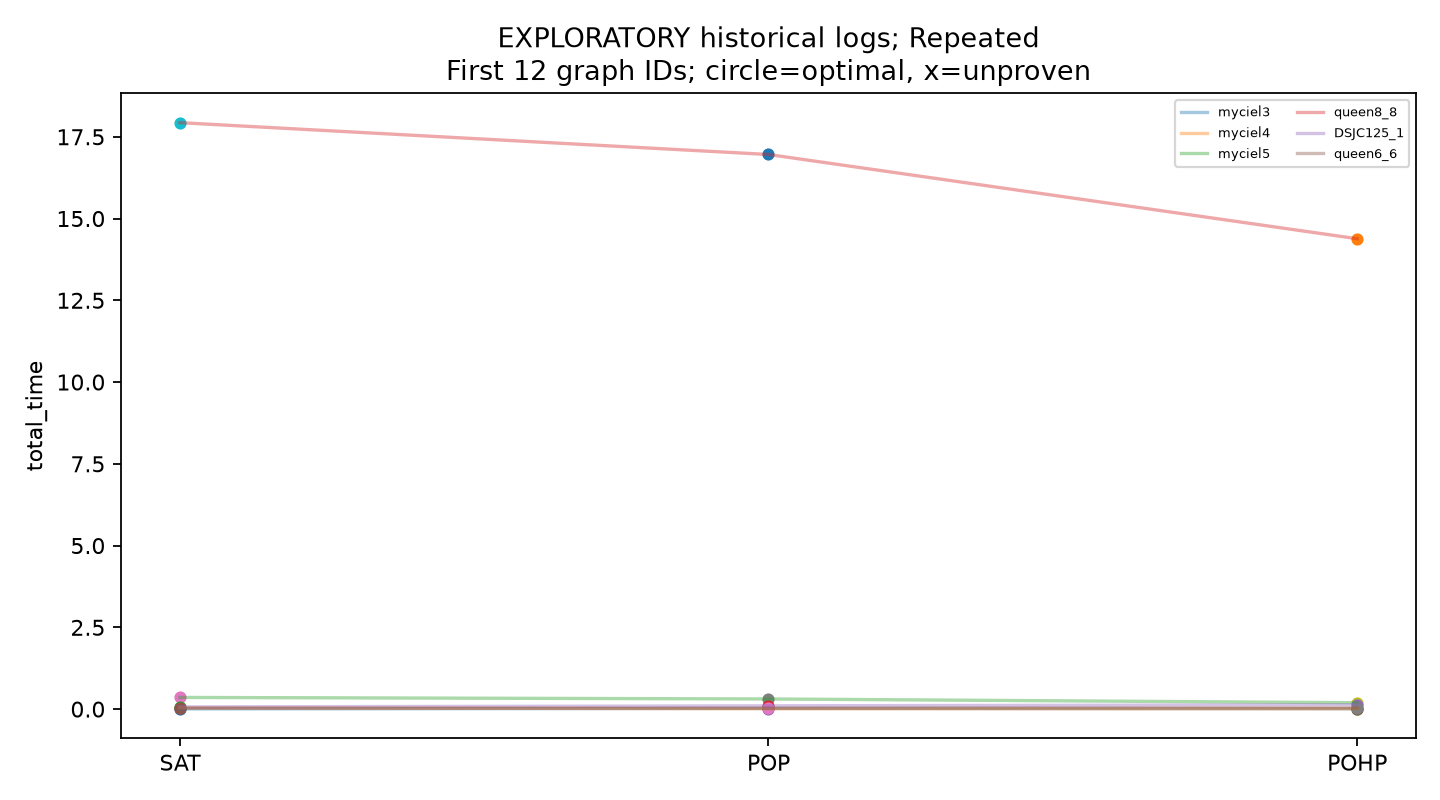 EXPLORATORY historical logs; Repeated
First 12 graph IDs; circle=optimal, x=unproven
myciel3
myciel4
myciel5
queen8_8
DSJC125_1
queen6_6
total_time
17.5
15.0
12.5
10.0
7.5
5.0
2.5
0.0
SAT
POP
POHP